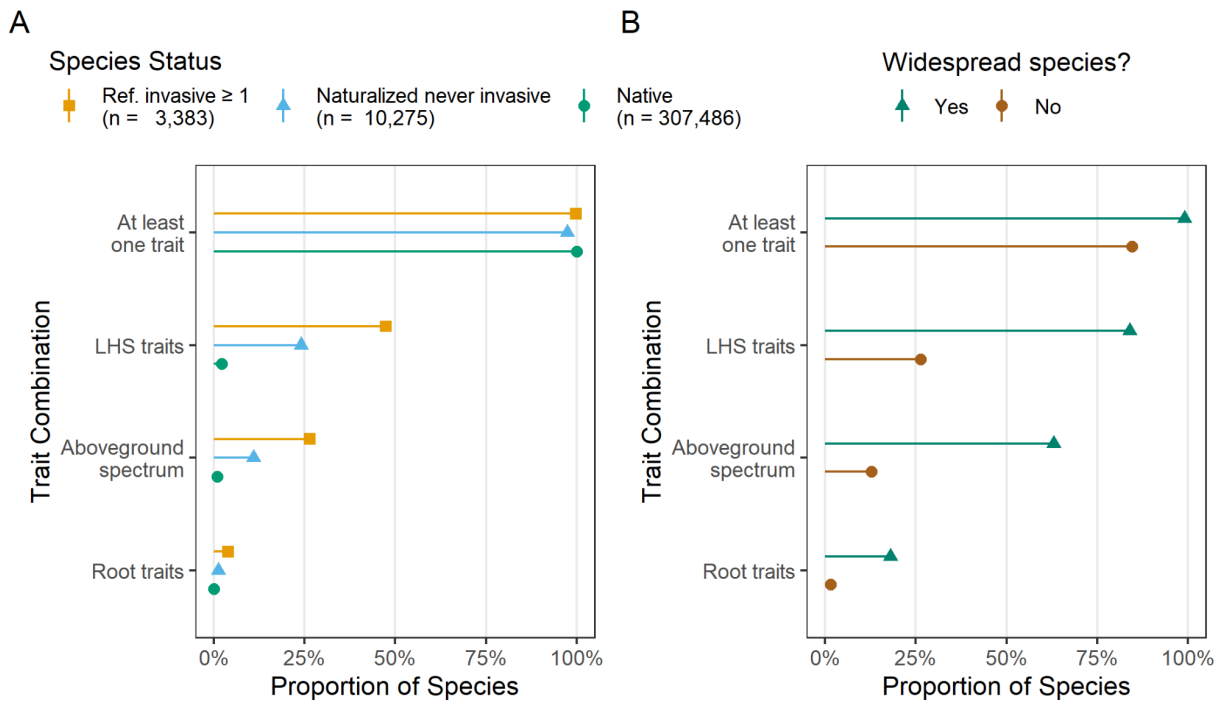 A
Species Status
Ref. invasive ≥ 1
(n = 3,383)
Naturalized never invasive
(n = 10,275)
Native
(n = 307,486)
Trait Combination
At least
one trait
LHS traits
Aboveground
spectrum
Root traits
0% 25% 50% 75% 100%
Proportion of Species
B
Widespread species?
Yes No
Trait Combination
At least
one trait
LHS traits
Aboveground
spectrum
Root traits
0% 25% 50% 75% 100%
Proportion of Species